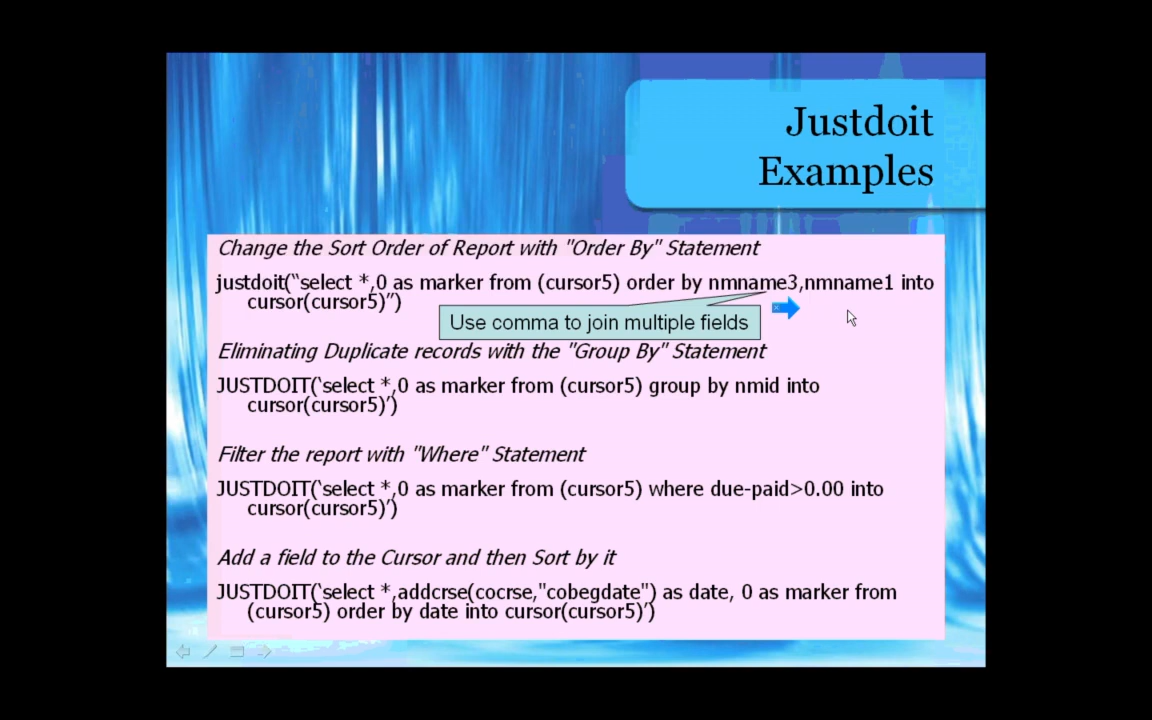 Justdoit
Examples
Change the Sort Order of Report with "Order By" Statement
justdoit(“select *,0 as marker from (cursor5) order by nmname3,nmname1 into
cursor(cursor5)”)
Use comma to join multiple fields
Eliminating Duplicate records with the "Group By" Statement
JUSTDOIT(‘select *,0 as marker from (cursor5) group by nmid into
cursor(cursor5)’)
Filter the report with "Where" Statement
JUSTDOIT(‘select *,0 as marker from (cursor5) where due-paid>0.00 into
cursor(cursor5)’)
Add a field to the Cursor and then Sort by it
JUSTDOIT(‘select *,addcrse(cocrse,"cobegdate") as date, 0 as marker from
(cursor5) order by date into cursor(cursor5)’)